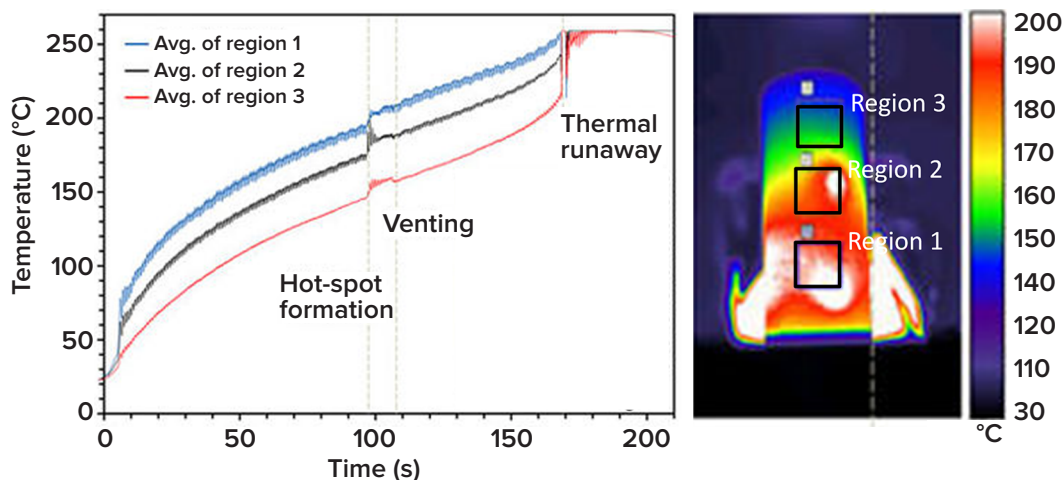 250
200
150
100
50
0
Temperature (°C)
Avg. of region 1
Avg. of region 2
Avg. of region 3
Hot-spot
formation
Venting
Thermal
runaway
0 50 100 150 200
Time (s)
Region 3
Region 2
Region 1
200
190
180
170
160
150
140
130
120
110
30
°C